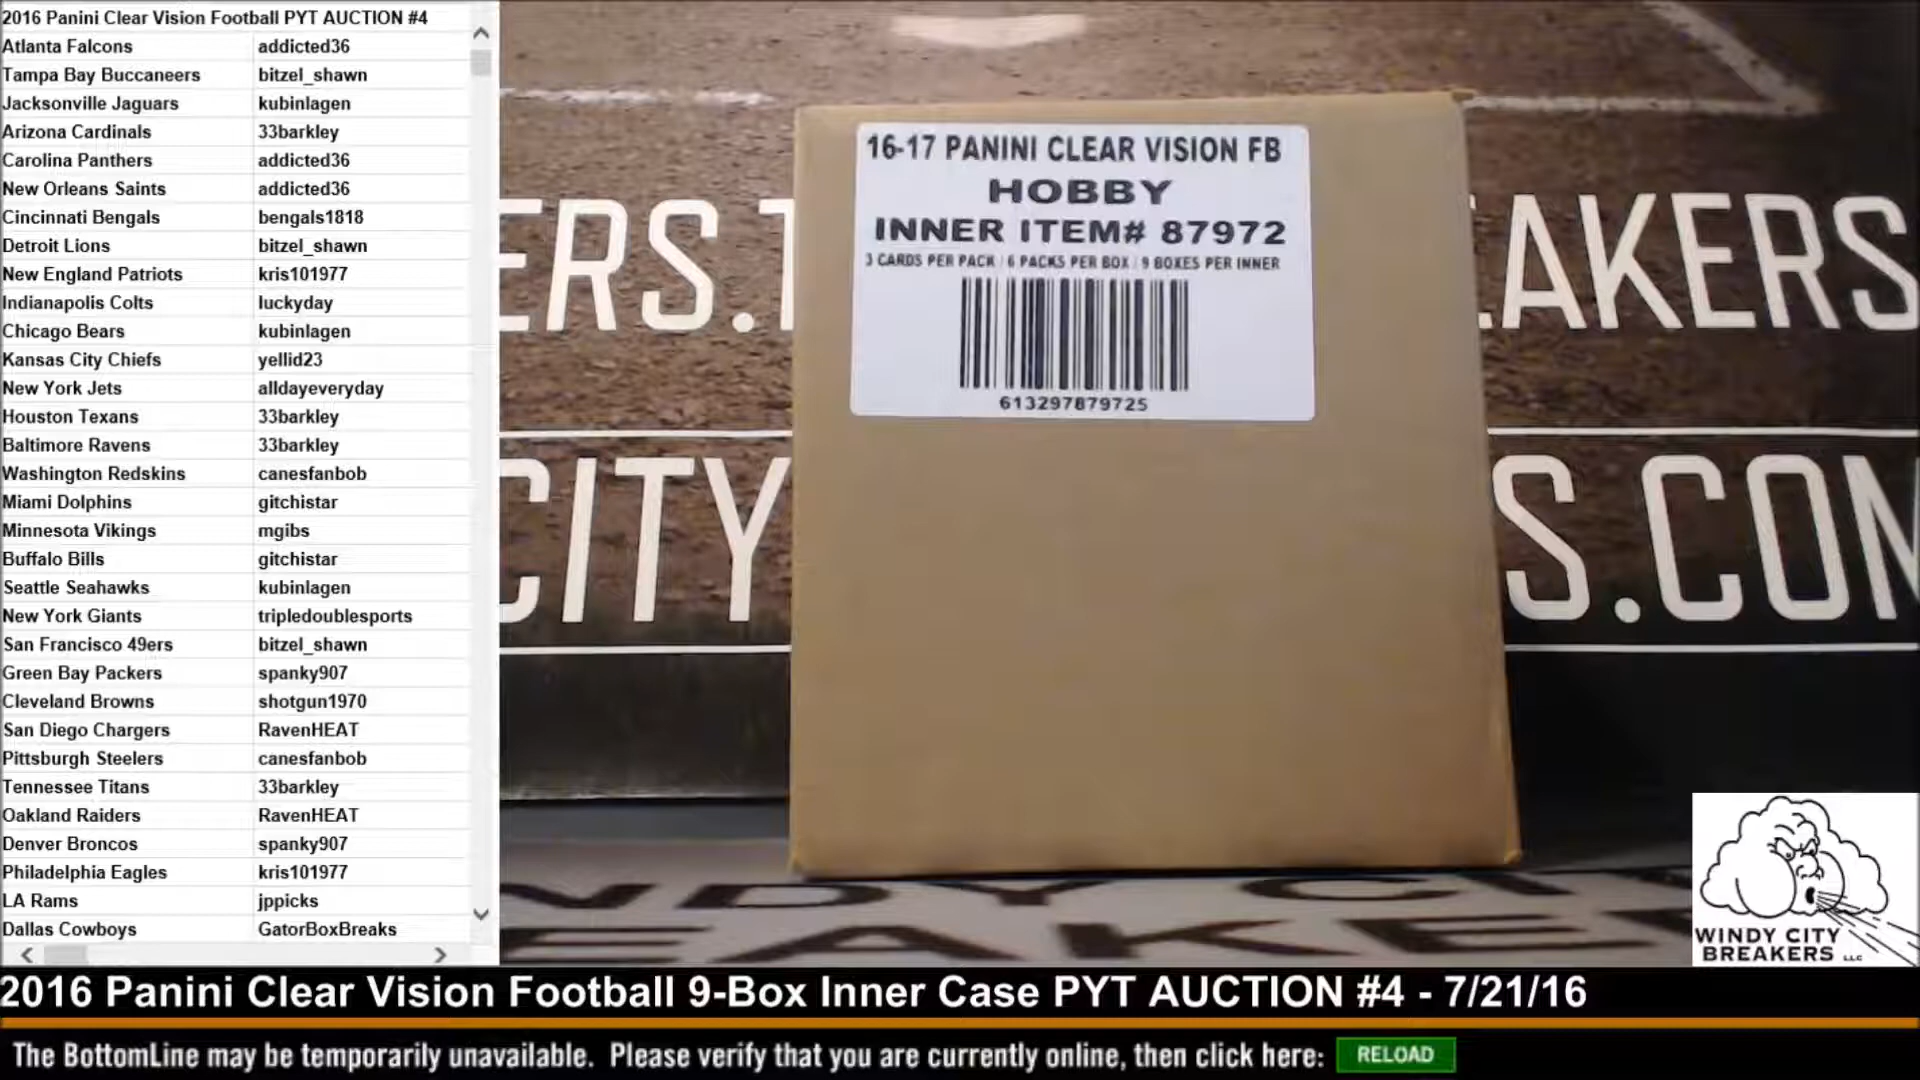 2016 Panini Clear Vision Football PYT AUCTION #4
Atlanta Falcons addicted36
Tampa Bay Buccaneers bitzel_shawn
Jacksonville Jaguars kubinlagen
Arizona Cardinals 33barkley
Carolina Panthers addicted36
New Orleans Saints addicted36
Cincinnati Bengals bengals1818
Detroit Lions bitzel_shawn
New England Patriots kris101977
Indianapolis Colts luckyday
Chicago Bears kubinlagen
Kansas City Chiefs yellid23
New York Jets alldayeveryday
Houston Texans 33barkley
Baltimore Ravens 33barkley
Washington Redskins canesfanbob
Miami Dolphins gitchistar
Minnesota Vikings mgibs
Buffalo Bills gitchistar
Seattle Seahawks kubinlagen
New York Giants tripledoublesports
San Francisco 49ers bitzel_shawn
Green Bay Packers spanky907
Cleveland Browns shotgun1970
San Diego Chargers RavenHEAT
Pittsburgh Steelers canesfanbob
Tennessee Titans 33barkley
Oakland Raiders RavenHEAT
Denver Broncos spanky907
Philadelphia Eagles kris101977
LA Rams jppicks
Dallas Cowboys GatorBoxBreaks
16-17 PANINI CLEAR VISION FB
HOBBY
INNER ITEM# 87972
3 CARDS PER PACK / 6 PACKS PER BOX / 9 BOXES PER INNER
613297879725
ERS.T
AKERS
CITY
S.COM
NDY CI
EAKE
WINDY CITY
BREAKERS LLC
2016 Panini Clear Vision Football 9-Box Inner Case PYT AUCTION #4 - 7/21/16
The BottomLine may be temporarily unavailable. Please verify that you are currently online, then click here: RELOAD